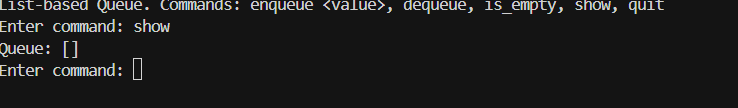 List-based Queue. Commands: enqueue <value>, dequeue, is_empty, show, quit
Enter command: show
Queue: []
Enter command: